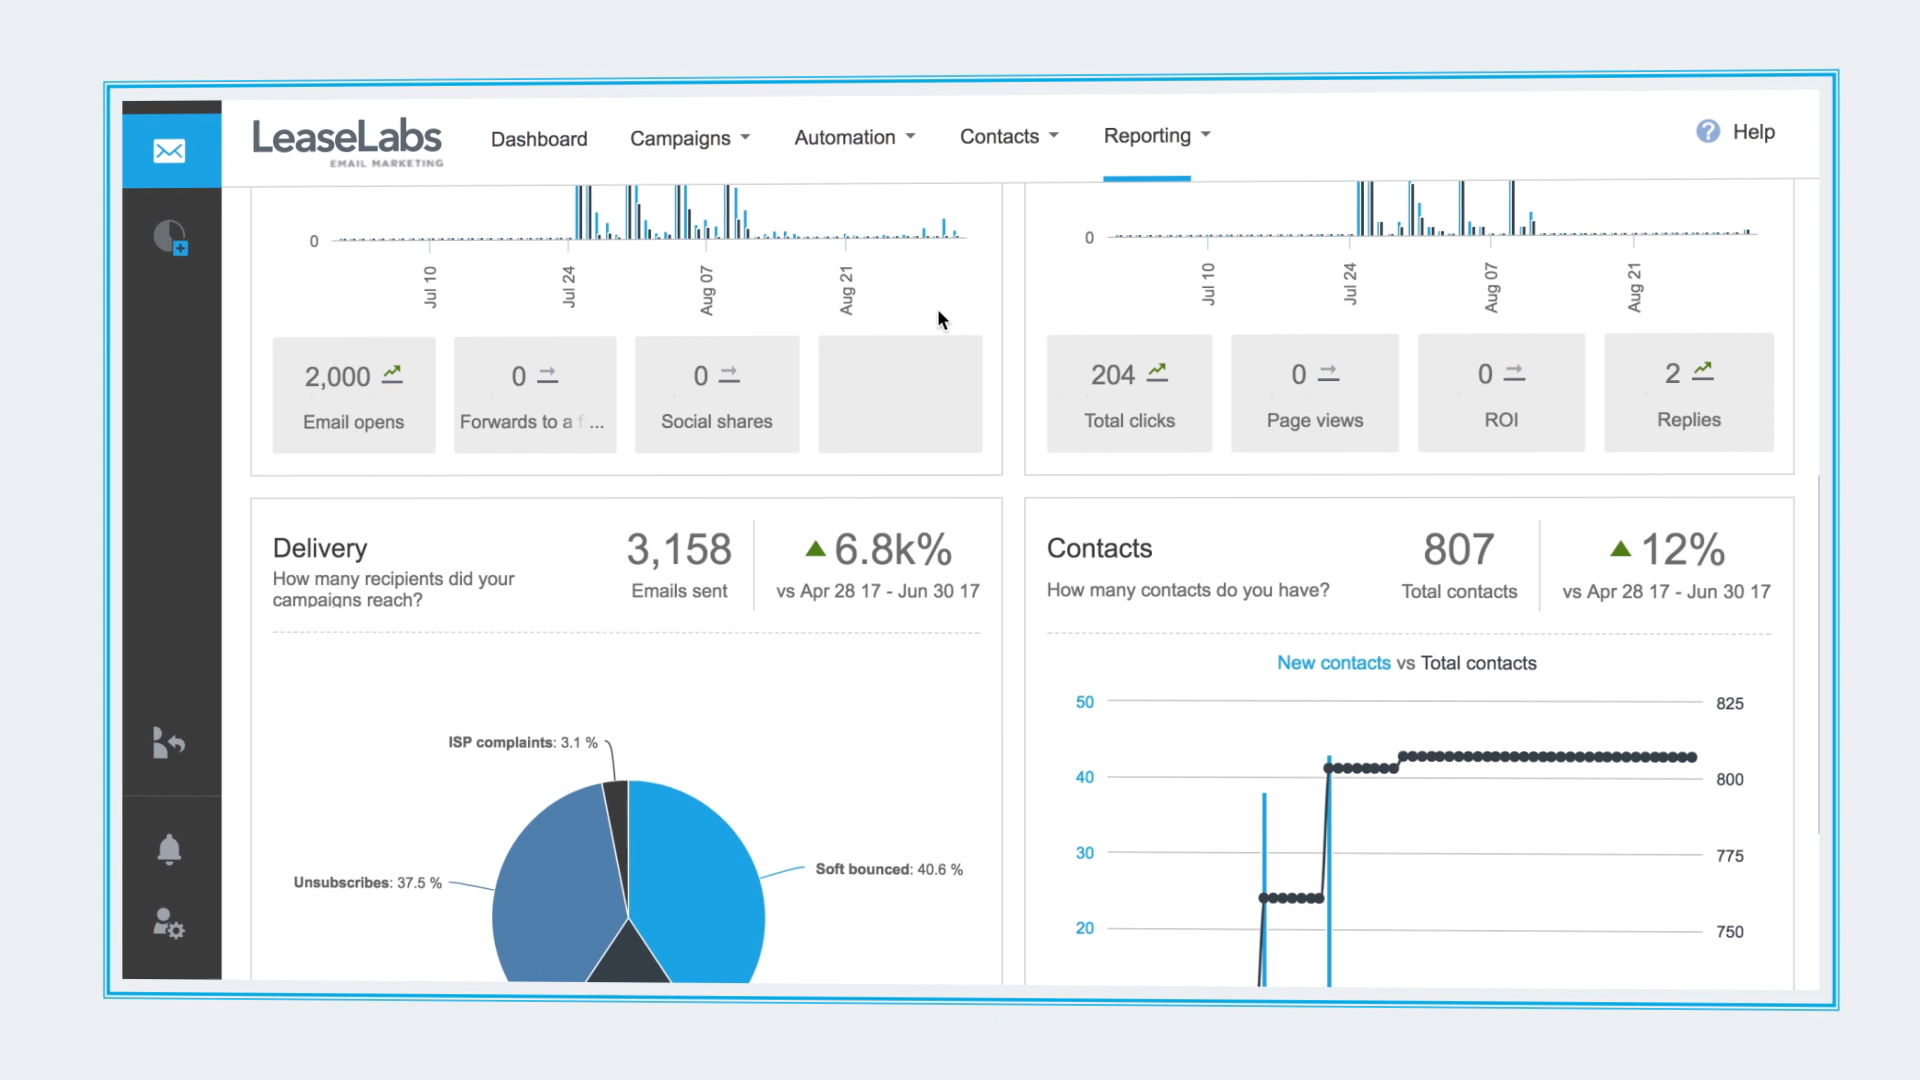 LeaseLabs
EMAIL MARKETING
Dashboard
Campaigns
Automation
Contacts
Reporting
? Help
0
Jul 10
Jul 24
Aug 07
Aug 21
2,000
Email opens
0
Forwards to a f ...
0
Social shares
0
Jul 10
Jul 24
Aug 07
Aug 21
204
Total clicks
0
Page views
0
ROI
2
Replies
Delivery
How many recipients did your
campaigns reach?
3,158
Emails sent
6.8k%
vs Apr 28 17 - Jun 30 17
ISP complaints: 3.1 %
Unsubscribes: 37.5 %
Soft bounced: 40.6 %
Contacts
How many contacts do you have?
807
Total contacts
12%
vs Apr 28 17 - Jun 30 17
New contacts vs Total contacts
50
40
30
20
825
800
775
750